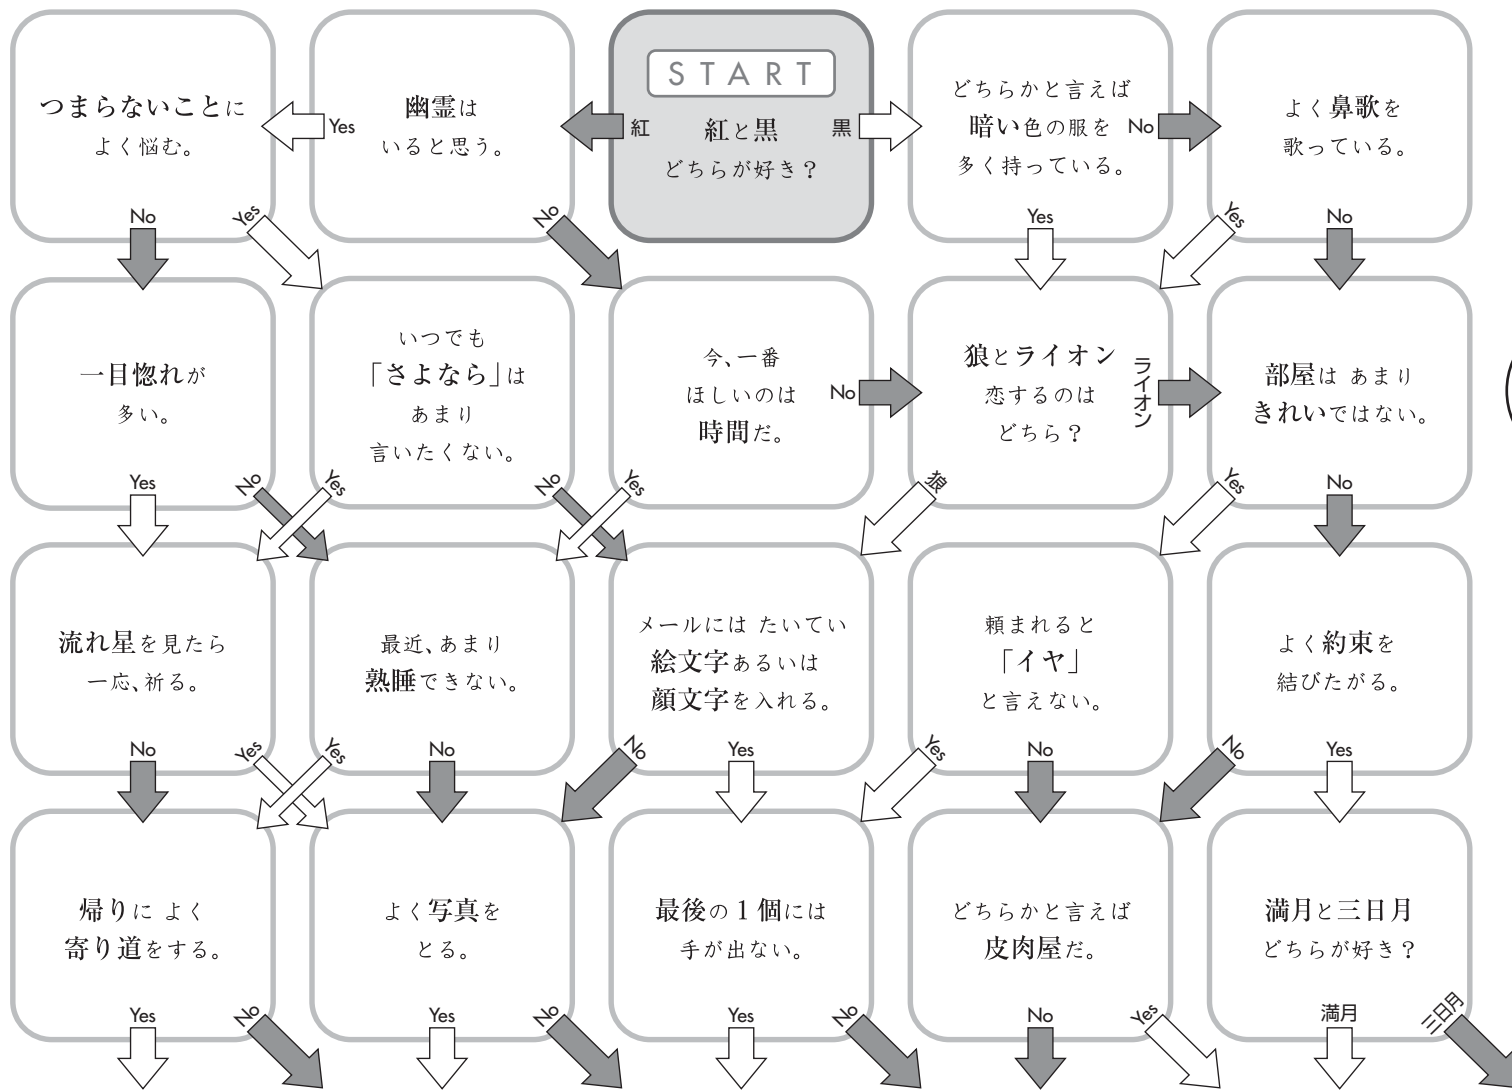 つまらないことに
よく悩む。
Yes
幽霊は
いると思う。
紅
START
紅と黒
どちらが好き?
黒
どちらかと言えば
暗い色の服を
多く持っている。
No
よく鼻歌を
歌っている。
No
Yes
No
Yes
Yes
No
一目惚れが
多い。
いつでも
「さよなら」は
あまり
言いたくない。
今、一番
ほしいのは
時間だ。
No
狼とライオン
恋するのは
どちら?
ライオン
部屋は あまり
きれいではない。
Yes
No
Yes
No
Yes
狼
Yes
No
流れ星を見たら
一応、祈る。
最近、あまり
熟睡できない。
メールには たいてい
絵文字あるいは
顔文字を入れる。
頼まれると
「イヤ」
と言えない。
よく約束を
結びたがる。
No
Yes
Yes
No
No
Yes
Yes
No
No
Yes
帰りに よく
寄り道をする。
よく写真を
とる。
最後の1個には
手が出ない。
どちらかと言えば
皮肉屋だ。
満月と三日月
どちらが好き?
Yes
No
Yes
No
Yes
No
No
Yes
満月
三日月